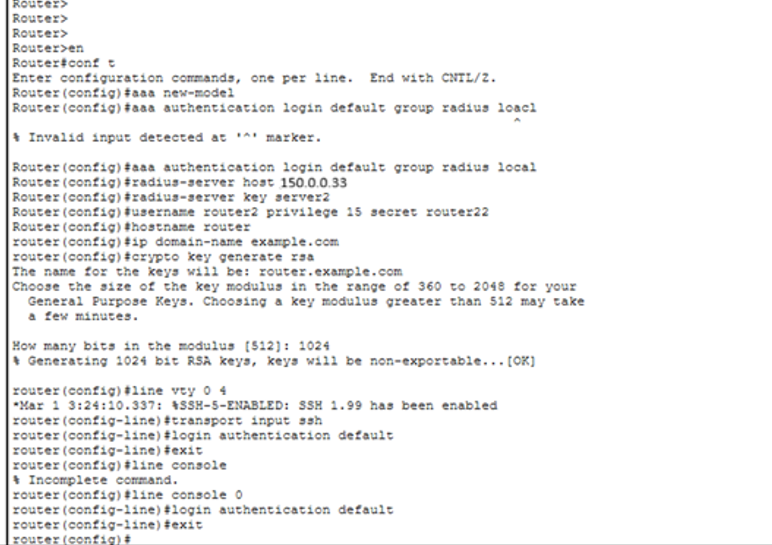 Router>
Router>
Router>
Router>en
Router#conf t
Enter configuration commands, one per line.  End with CNTL/Z.
Router(config)#aaa new-model
Router(config)#aaa authentication login default group radius loacl
^
% Invalid input detected at '^' marker.
Router(config)#aaa authentication login default group radius local
Router(config)#radius-server host 150.0.0.33
Router(config)#radius-server key server2
Router(config)#username router2 privilege 15 secret router22
Router(config)#hostname router
router(config)#ip domain-name example.com
router(config)#crypto key generate rsa
The name for the keys will be: router.example.com
Choose the size of the key modulus in the range of 360 to 2048 for your
General Purpose Keys. Choosing a key modulus greater than 512 may take
a few minutes.
How many bits in the modulus [512]: 1024
% Generating 1024 bit RSA keys, keys will be non-exportable...[OK]
router(config)#line vty 0 4
*Mar 1 3:24:10.337: %SSH-5-ENABLED: SSH 1.99 has been enabled
router(config-line)#transport input ssh
router(config-line)#login authentication default
router(config-line)#exit
router(config)#line console
% Incomplete command.
router(config)#line console 0
router(config-line)#login authentication default
router(config-line)#exit
router(config)#